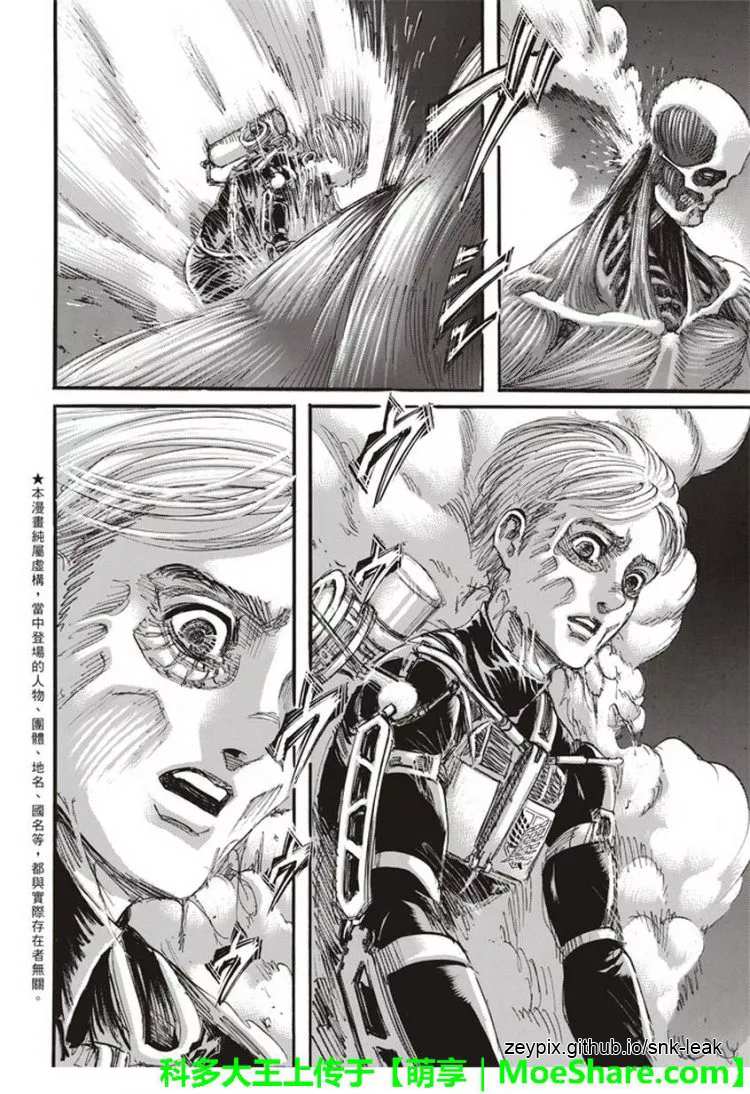 ★本漫畫純屬虛構，當中登場的人物、團體、地名、國名等，都與實際存在者無關。
zeypix.github.io/snk-leak
科多大王上传于【萌享｜MoeShare.com】